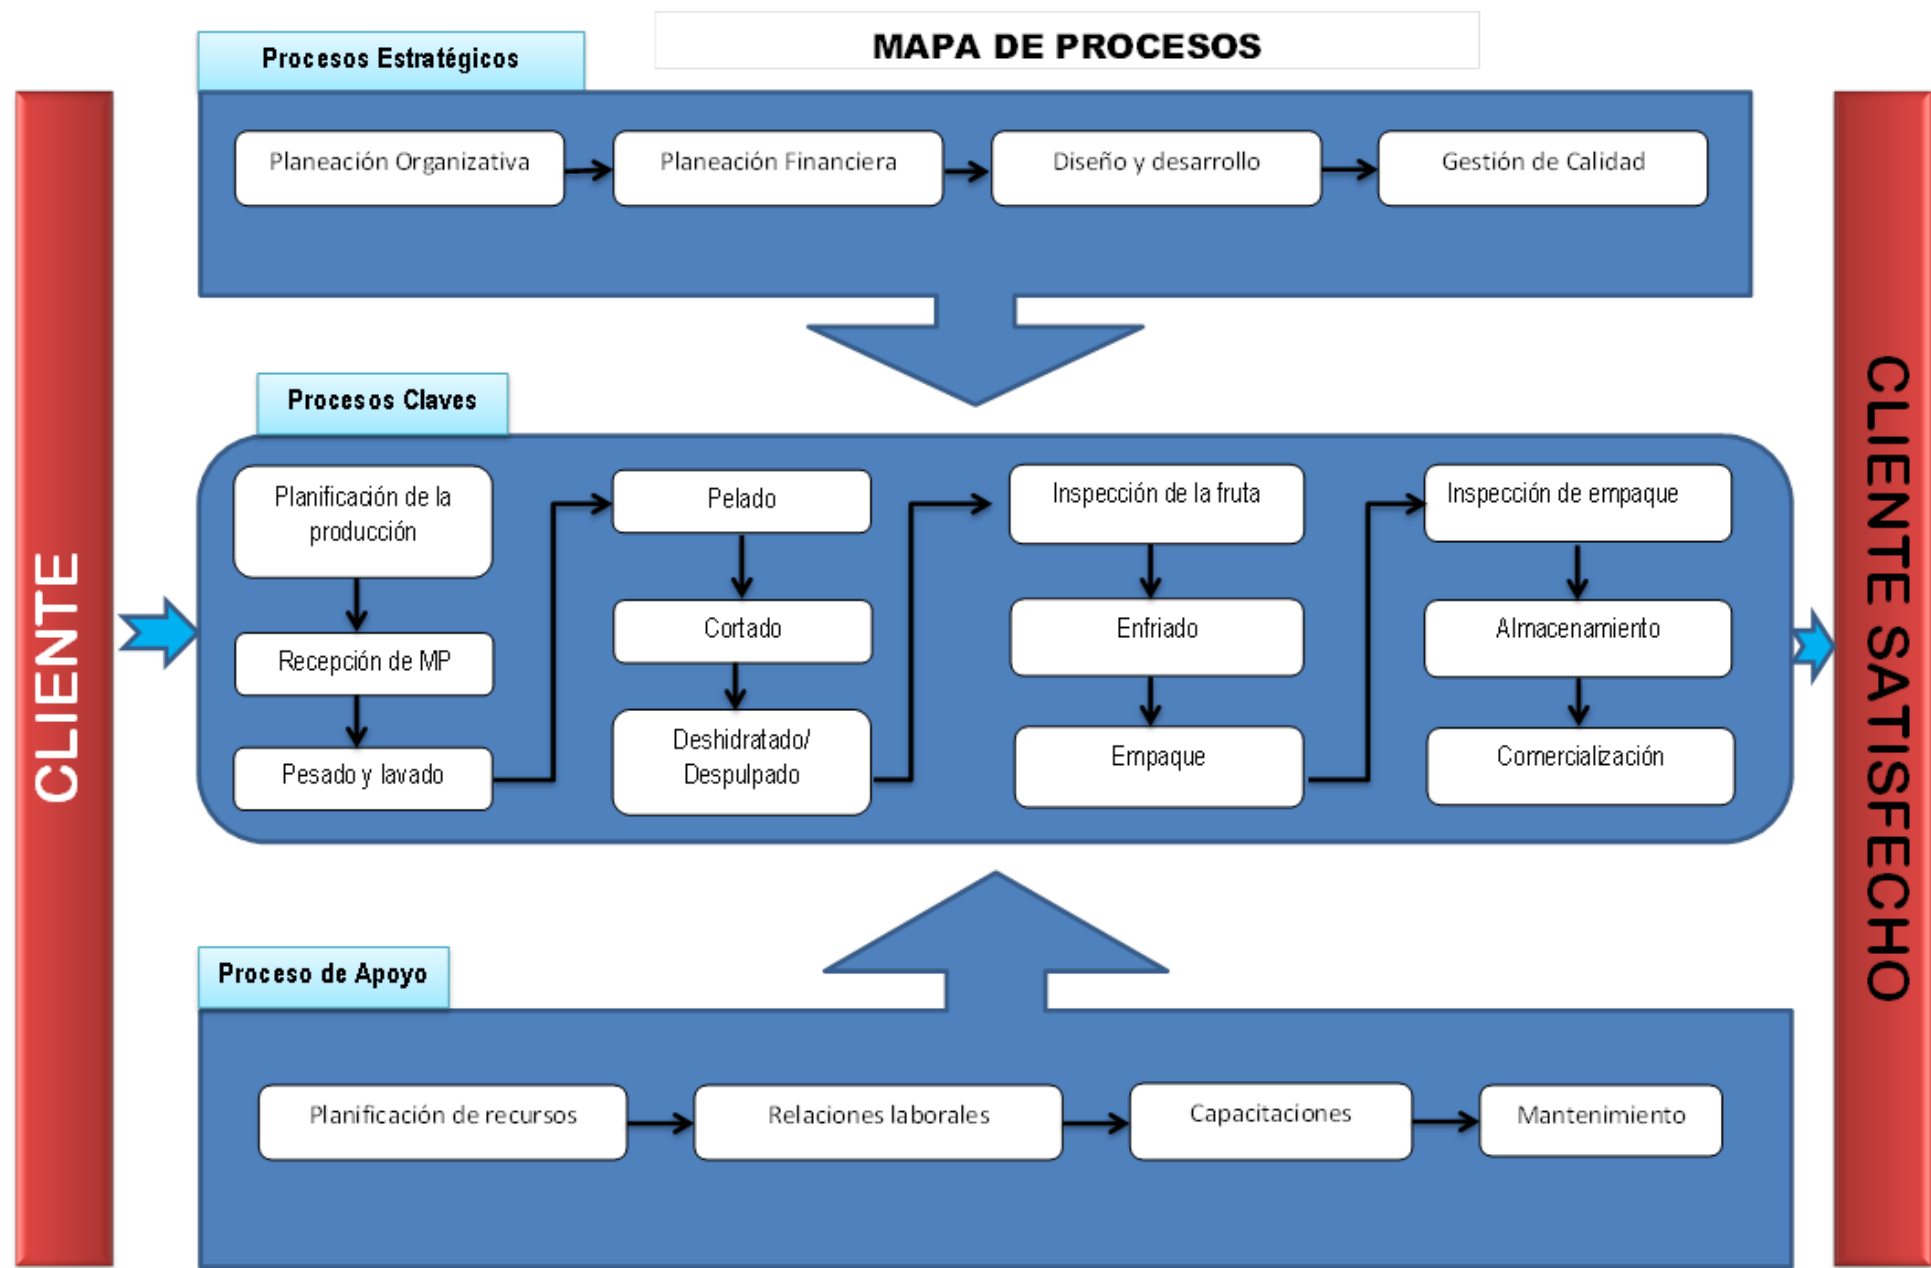 MAPA DE PROCESOS
Procesos Estratégicos
Planeación Organizativa
Planeación Financiera
Diseño y desarrollo
Gestión de Calidad
CLIENTE
Procesos Claves
Planificación de la
producción
Recepción de MP
Pesado y lavado
Pelado
Cortado
Deshidratado/
Despulpado
Inspección de la fruta
Enfriado
Empaque
Inspección de empaque
Almacenamiento
Comercialización
CLIENTE SATISFECHO
Proceso de Apoyo
Planificación de recursos
Relaciones laborales
Capacitaciones
Mantenimiento